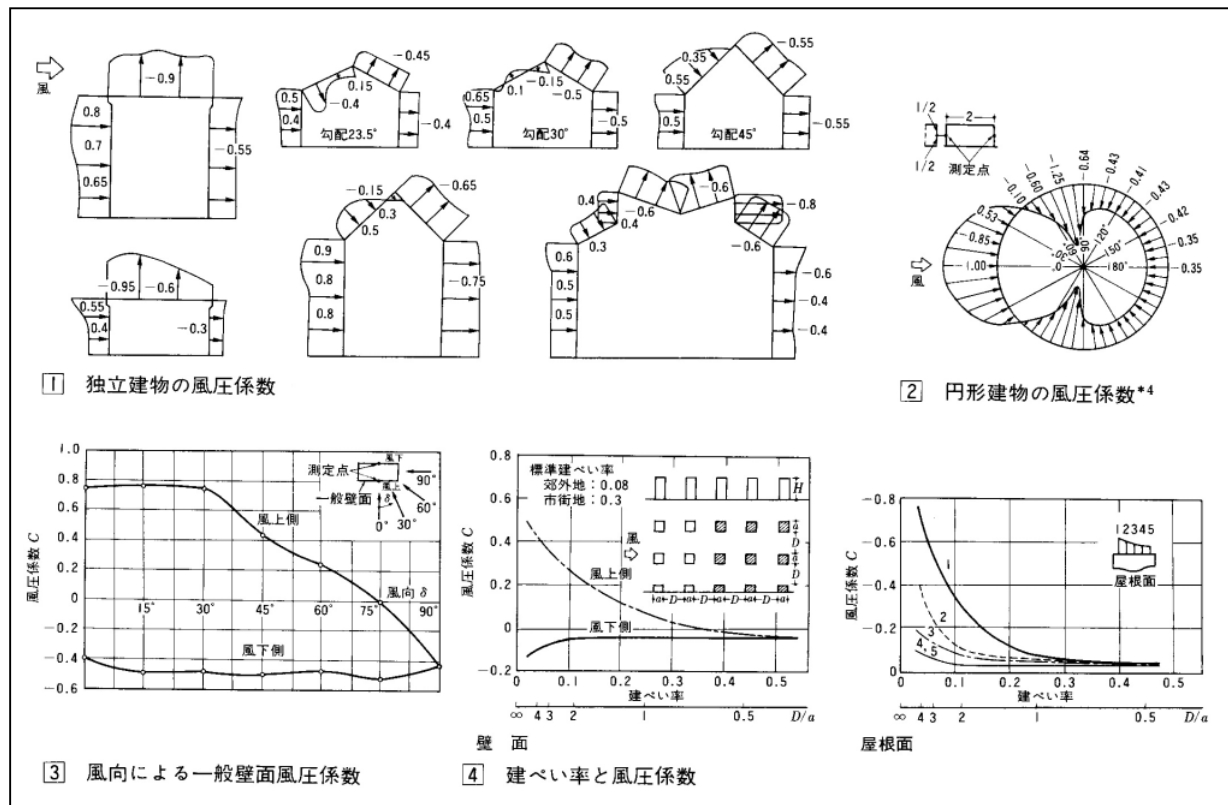 風
-0.9
0.8
0.7
0.65
-0.55
0.5
0.4
-0.4
0.15
-0.45
-0.4
勾配23.5°
0.65
0.5
0.1
-0.15
-0.5
-0.5
勾配30°
0.55
0.35
-0.55
-0.55
勾配45°
0.55
0.4
-0.95
-0.6
-0.3
0.9
0.8
0.8
0.5
-0.15
0.3
-0.65
-0.75
0.6
0.5
0.5
0.3
0.4
0.4
-0.6
-0.6
-0.8
-0.6
-0.6
-0.4
-0.4
1 独立建物の風圧係数
1/2
1/2
2
測定点
風
-1.00
-0.85
0.53
-0.10
-0.60
-1.25
-0.64
-0.43
-0.41
-0.43
-0.42
-0.35
-0.35
0°
30°
60°
90°
120°
150°
180°
2 円形建物の風圧係数*4
風圧係数 C
1.0
0.8
0.6
0.4
0.2
0
-0.2
-0.4
-0.6
15°
30°
45°
60°
75°
90°
風向 δ
風上側
風下側
測定点
一般壁面
風下
風上
δ
0°
30°
60°
90°
3 風向による一般壁面風圧係数
風圧係数 C
0.8
0.6
0.4
0.2
0
-0.2
標準建ぺい率
郊外地:0.08
市街地:0.3
風
H
a
D
a
D
a
D
a
D
a
D
a
風上側
風下側
0
0.1
0.2
0.3
0.4
0.5
建ぺい率
∞
4
3
2
1
0.5
D/a
壁 面
風圧係数 C
-0.8
-0.6
-0.4
-0.2
0
1
2
3
4, 5
12345
屋根面
0
0.1
0.2
0.3
0.4
0.5
建ぺい率
∞
4
3
2
1
0.5
D/a
屋根面
4 建ぺい率と風圧係数